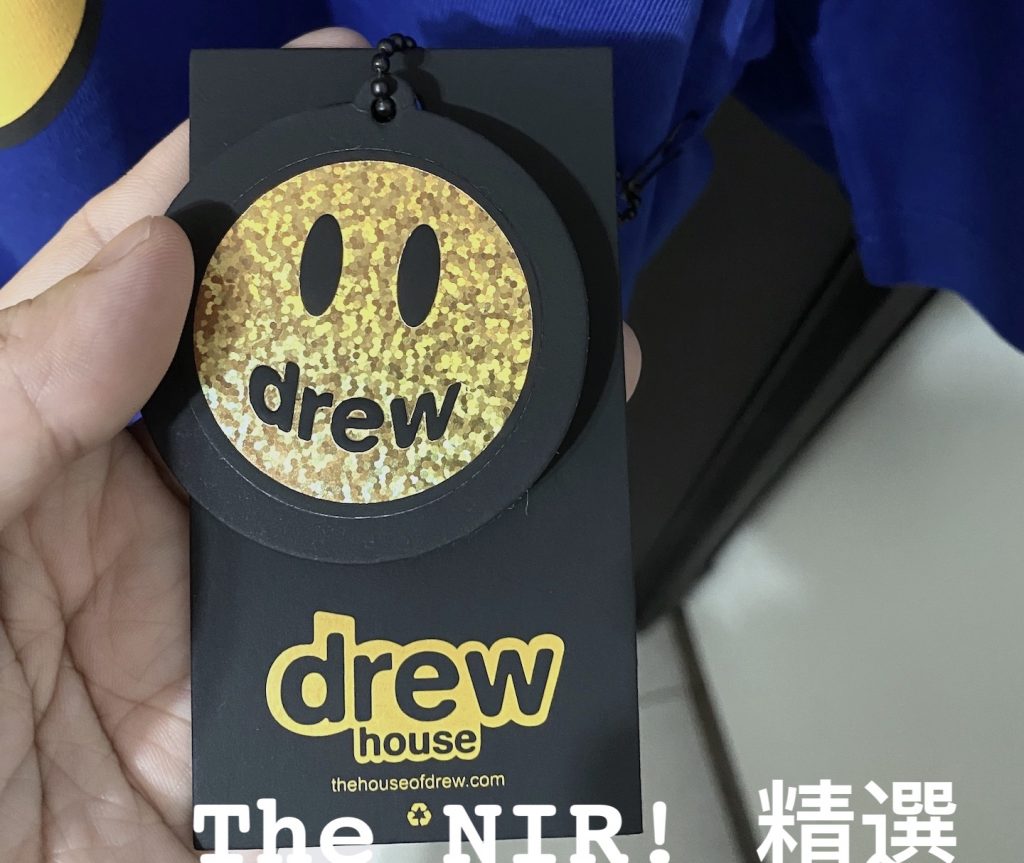 drew
drew
house
thehouseofdrew.com
The NIR! 精選